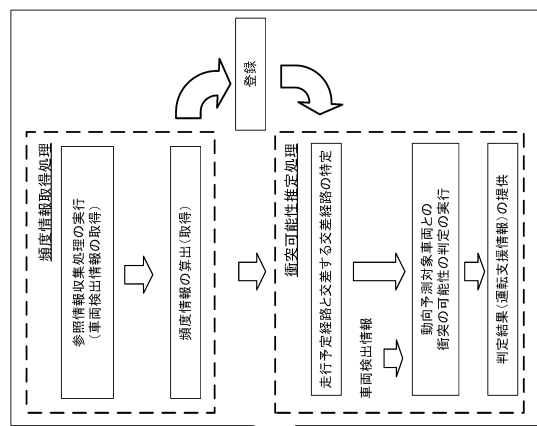 頻度情報取得処理
参照情報収集処理の実行
(車両検出情報の取得)
頻度情報の算出(取得)
登録
衝突可能性推定処理
走行予定経路と交差する交差経路の特定
車両検出情報
動向予測対象車両との
衝突の可能性の判定の実行
判定結果(運転支援情報)の提供